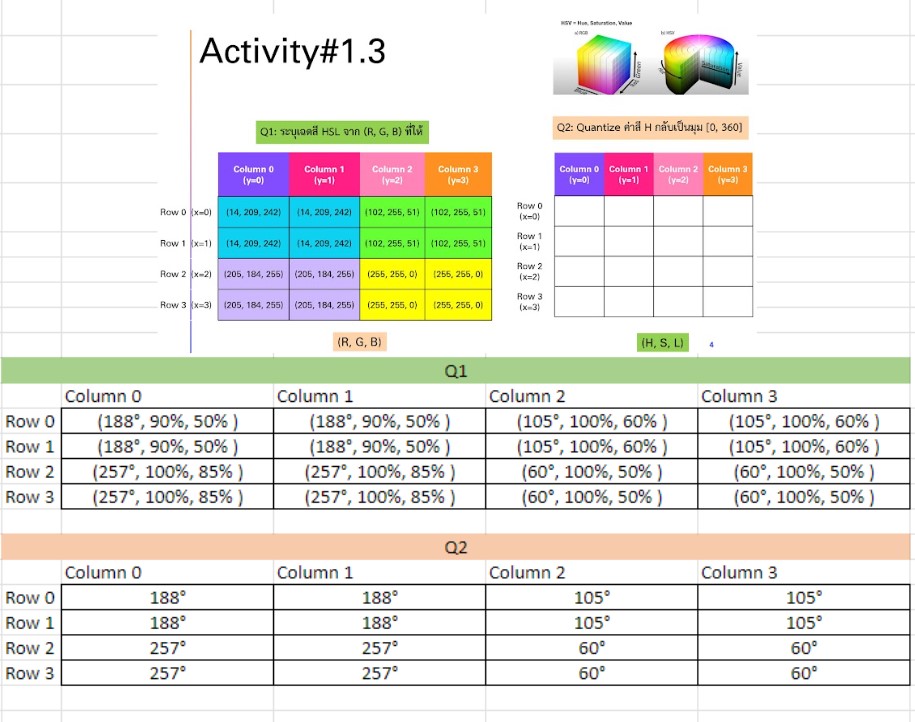 HSV = Hue, Saturation, Value
a) RGB
b) HSV
Activity#1.3
Q1: ระบุเฉดสี HSL จาก (R, G, B) ที่ให้
Column 0 Column 1 Column 2 Column 3
(y=0) (y=1) (y=2) (y=3)
Row 0 (x=0) (14, 209, 242) (14, 209, 242) (102, 255, 51) (102, 255, 51)
Row 1 (x=1) (14, 209, 242) (14, 209, 242) (102, 255, 51) (102, 255, 51)
Row 2 (x=2) (205, 184, 255) (205, 184, 255) (255, 255, 0) (255, 255, 0)
Row 3 (x=3) (205, 184, 255) (205, 184, 255) (255, 255, 0) (255, 255, 0)
(R, G, B)
Q2: Quantize ค่าสี H กลับเป็นมุม [0, 360]
Column 0 Column 1 Column 2 Column 3
(y=0) (y=1) (y=2) (y=3)
Row 0
(x=0)
Row 1
(x=1)
Row 2
(x=2)
Row 3
(x=3)
(H, S, L)
4
Q1
Column 0 Column 1 Column 2 Column 3
Row 0 (188°, 90%, 50% ) (188°, 90%, 50% ) (105°, 100%, 60% ) (105°, 100%, 60% )
Row 1 (188°, 90%, 50% ) (188°, 90%, 50% ) (105°, 100%, 60% ) (105°, 100%, 60% )
Row 2 (257°, 100%, 85% ) (257°, 100%, 85% ) (60°, 100%, 50% ) (60°, 100%, 50% )
Row 3 (257°, 100%, 85% ) (257°, 100%, 85% ) (60°, 100%, 50% ) (60°, 100%, 50% )
Q2
Column 0 Column 1 Column 2 Column 3
Row 0 188° 188° 105° 105°
Row 1 188° 188° 105° 105°
Row 2 257° 257° 60° 60°
Row 3 257° 257° 60° 60°